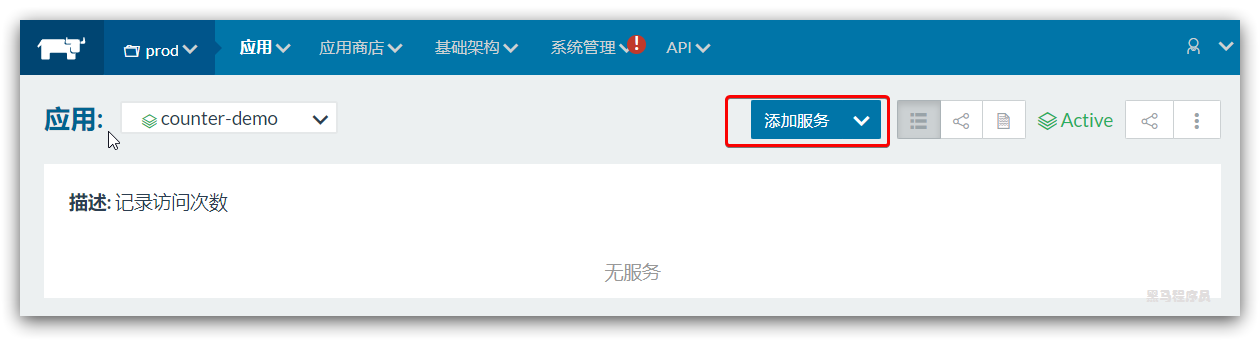 prod 应用 应用商店 基础架构 系统管理 ! API
应用: counter-demo 添加服务 Active
描述: 记录访问次数
无服务
黑马程序员